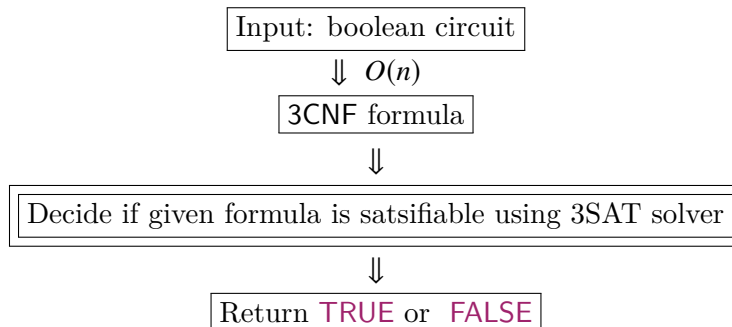 Input: boolean circuit
⇓ O(n)
3CNF formula
⇓
Decide if given formula is satsifiable using 3SAT solver
⇓
Return TRUE or FALSE